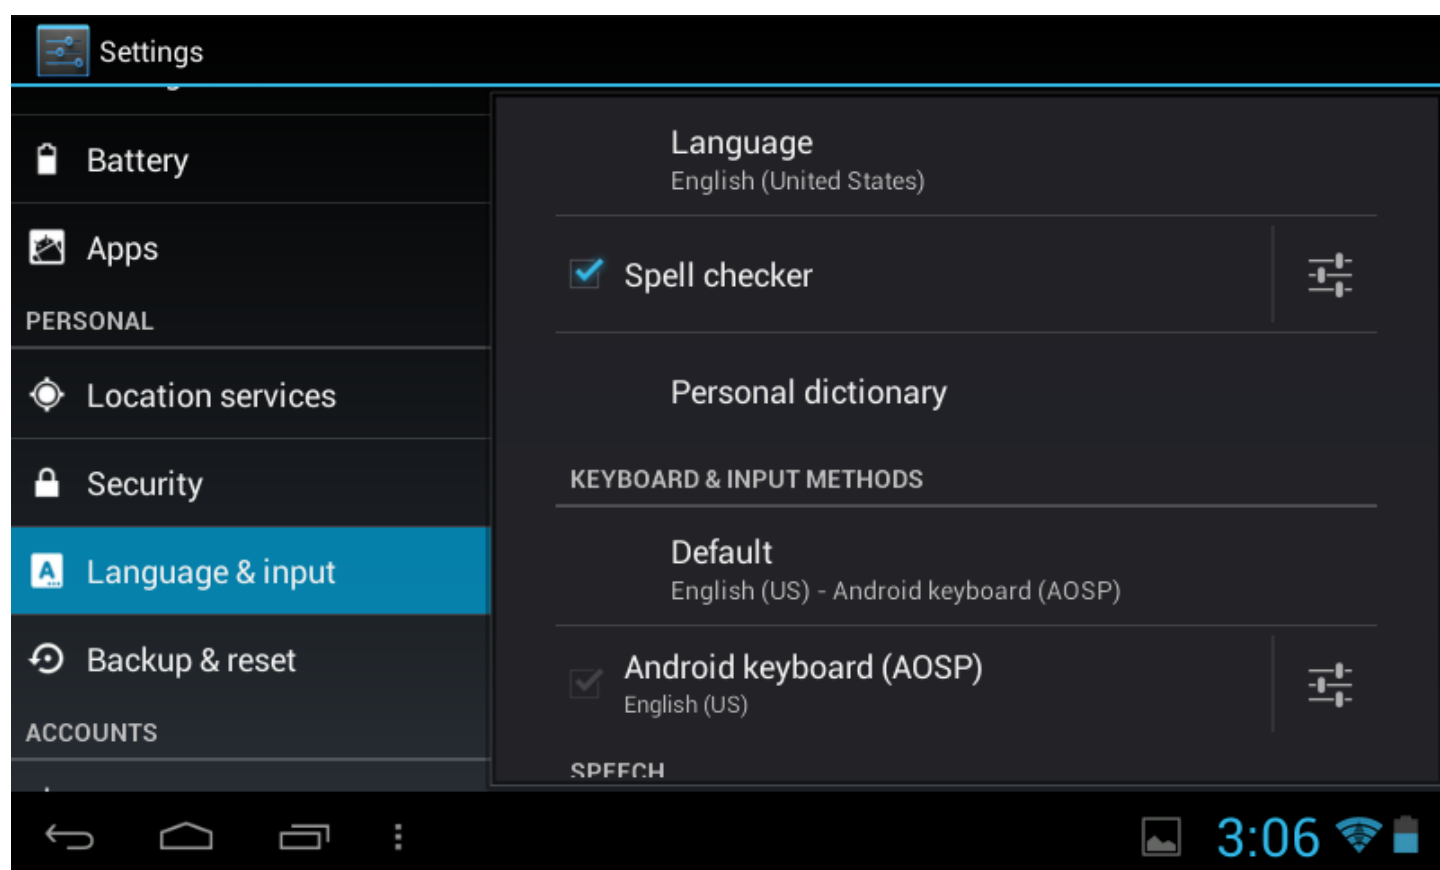 Settings
Battery
Apps
PERSONAL
Location services
Security
Language & input
Backup & reset
ACCOUNTS
Language
English (United States)
Spell checker
Personal dictionary
KEYBOARD & INPUT METHODS
Default
English (US) - Android keyboard (AOSP)
Android keyboard (AOSP)
English (US)
SPEECH
3:06